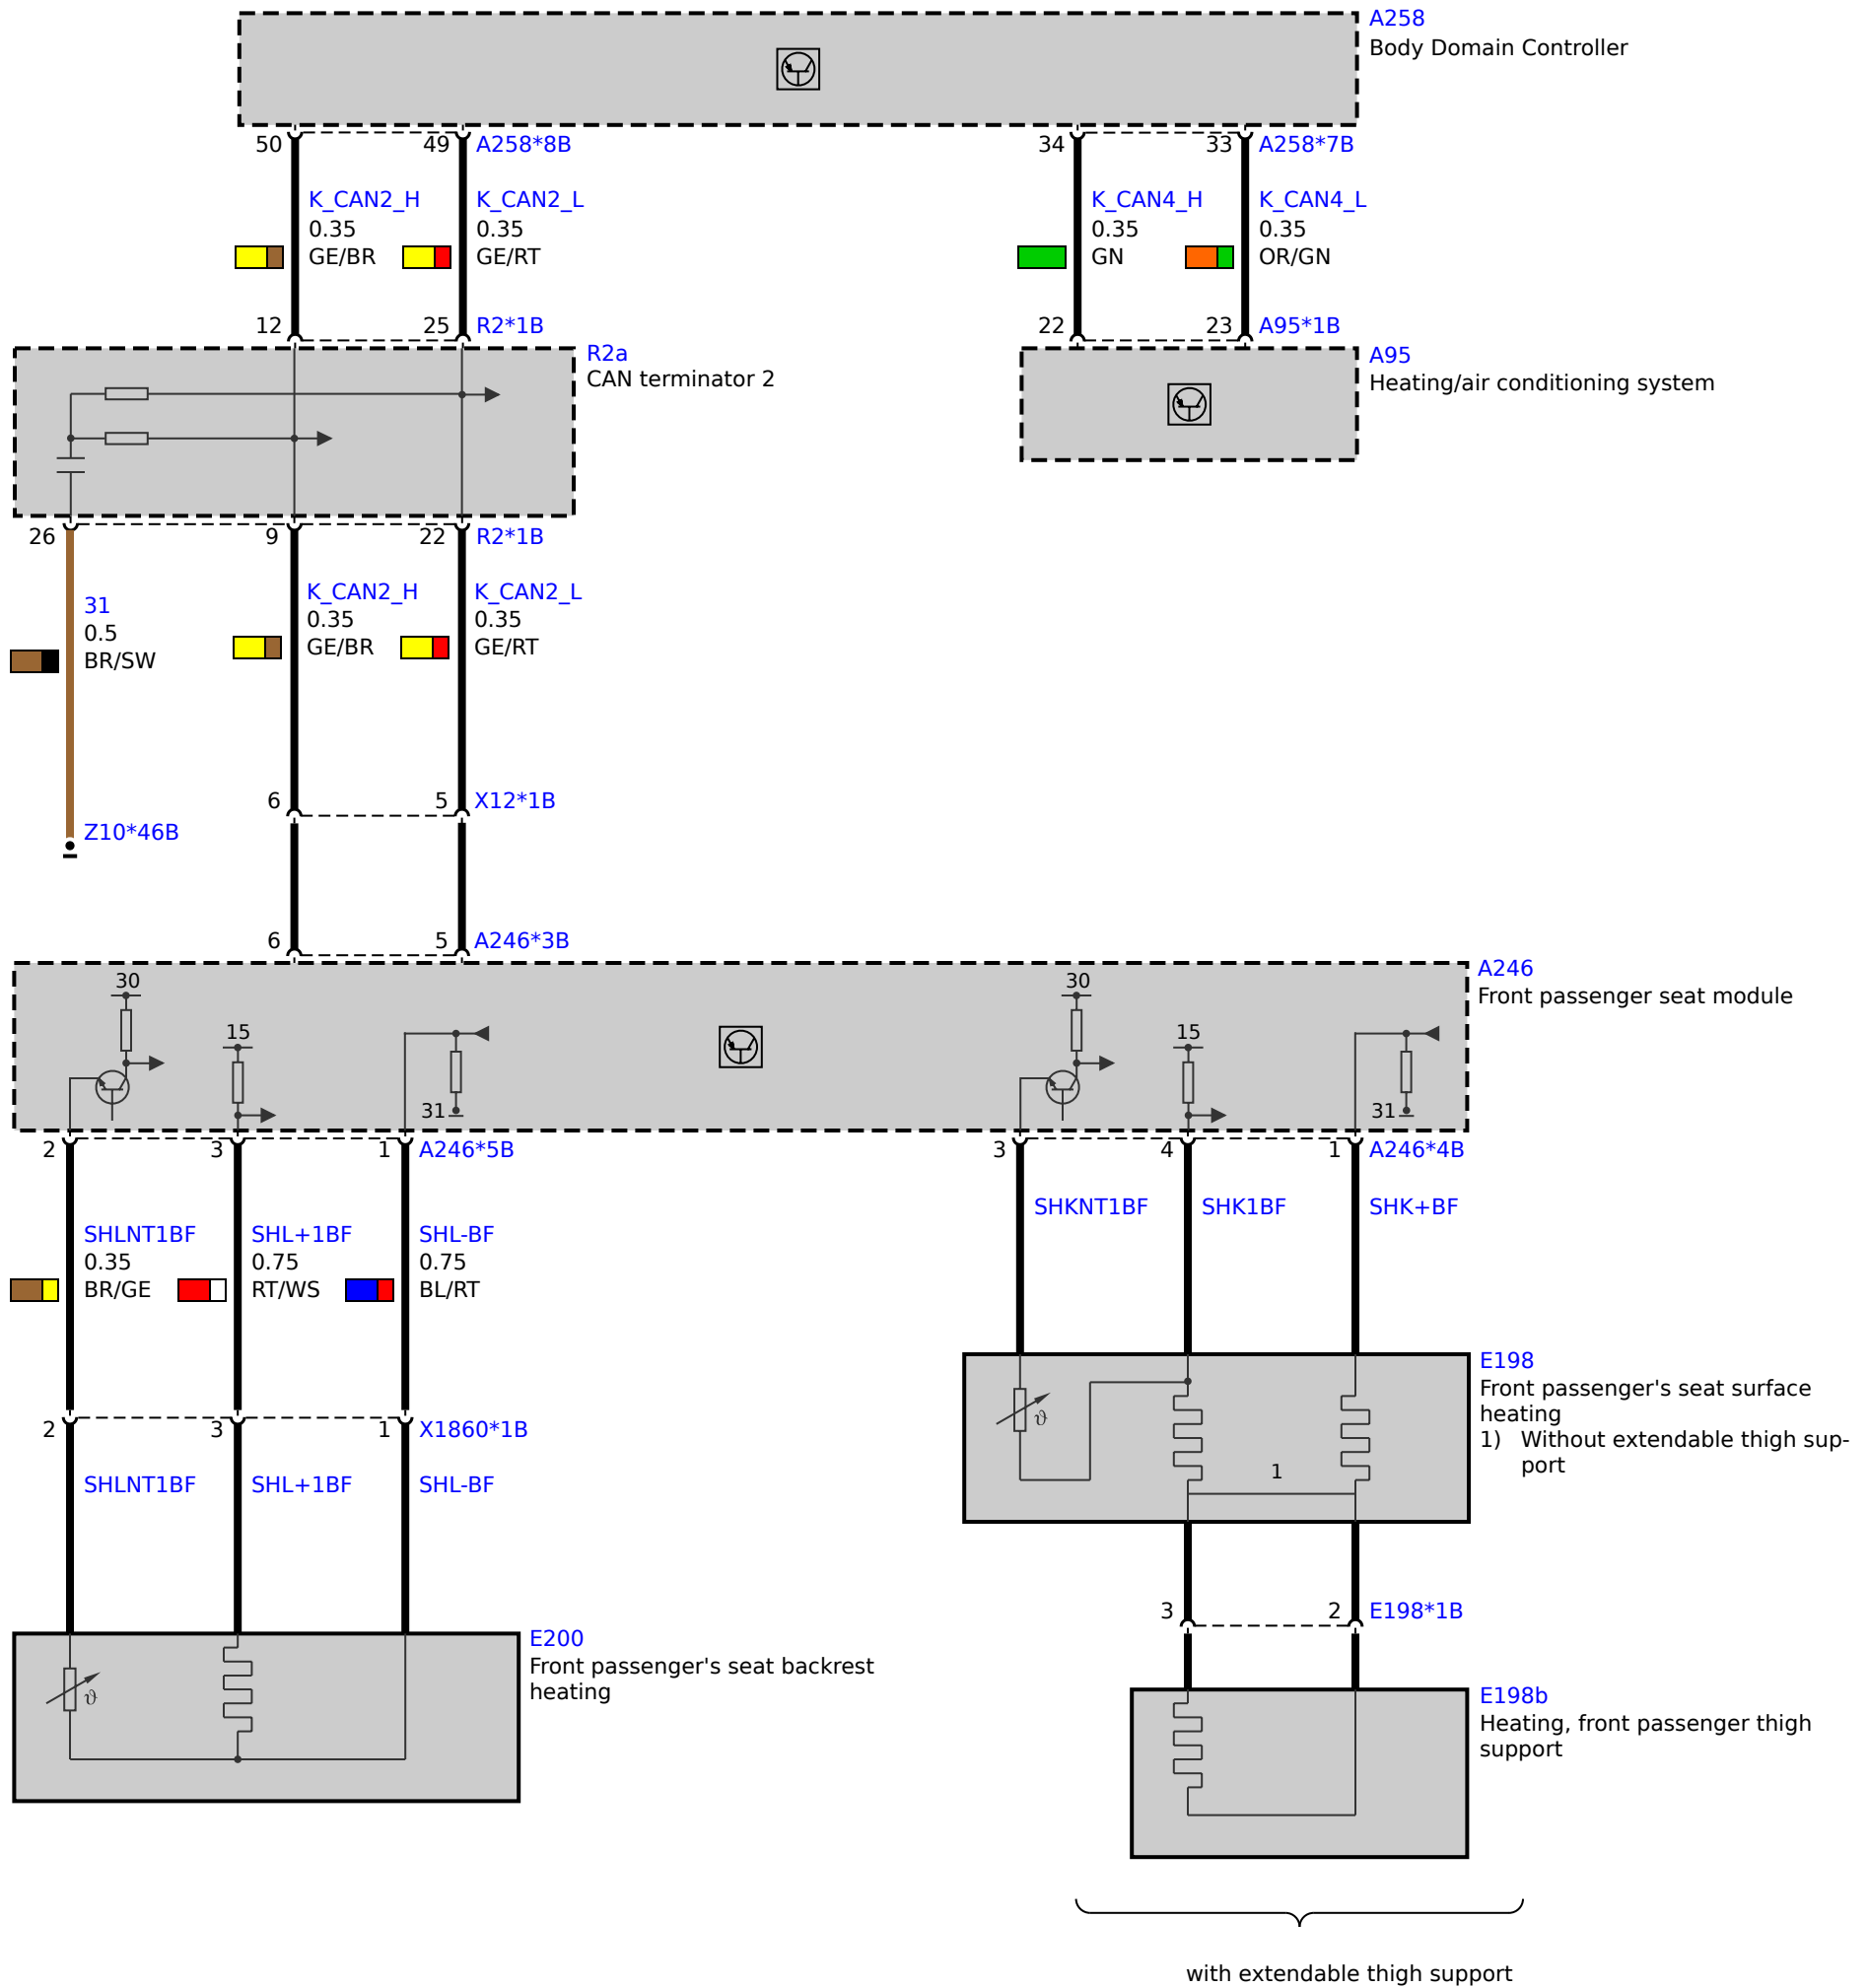 A258
Body Domain Controller
50
49
A258*8B
34
33
A258*7B
K_CAN2_H
0.35
GE/BR
K_CAN2_L
0.35
GE/RT
K_CAN4_H
0.35
GN
K_CAN4_L
0.35
OR/GN
12
25
R2*1B
22
23
A95*1B
R2a
CAN terminator 2
A95
Heating/air conditioning system
26
9
22
R2*1B
31
0.5
BR/SW
K_CAN2_H
0.35
GE/BR
K_CAN2_L
0.35
GE/RT
6
5
X12*1B
Z10*46B
6
5
A246*3B
A246
Front passenger seat module
30
15
31
30
15
31
2
3
1
A246*5B
3
4
1
A246*4B
SHLNT1BF
0.35
BR/GE
SHL+1BF
0.75
RT/WS
SHL-BF
0.75
BL/RT
SHKNT1BF
SHK1BF
SHK+BF
E198
Front passenger's seat surface
heating
1) Without extendable thigh sup-
port
ϑ
1
2
3
1
X1860*1B
SHLNT1BF
SHL+1BF
SHL-BF
3
2
E198*1B
E200
Front passenger's seat backrest
heating
ϑ
E198b
Heating, front passenger thigh
support
with extendable thigh support